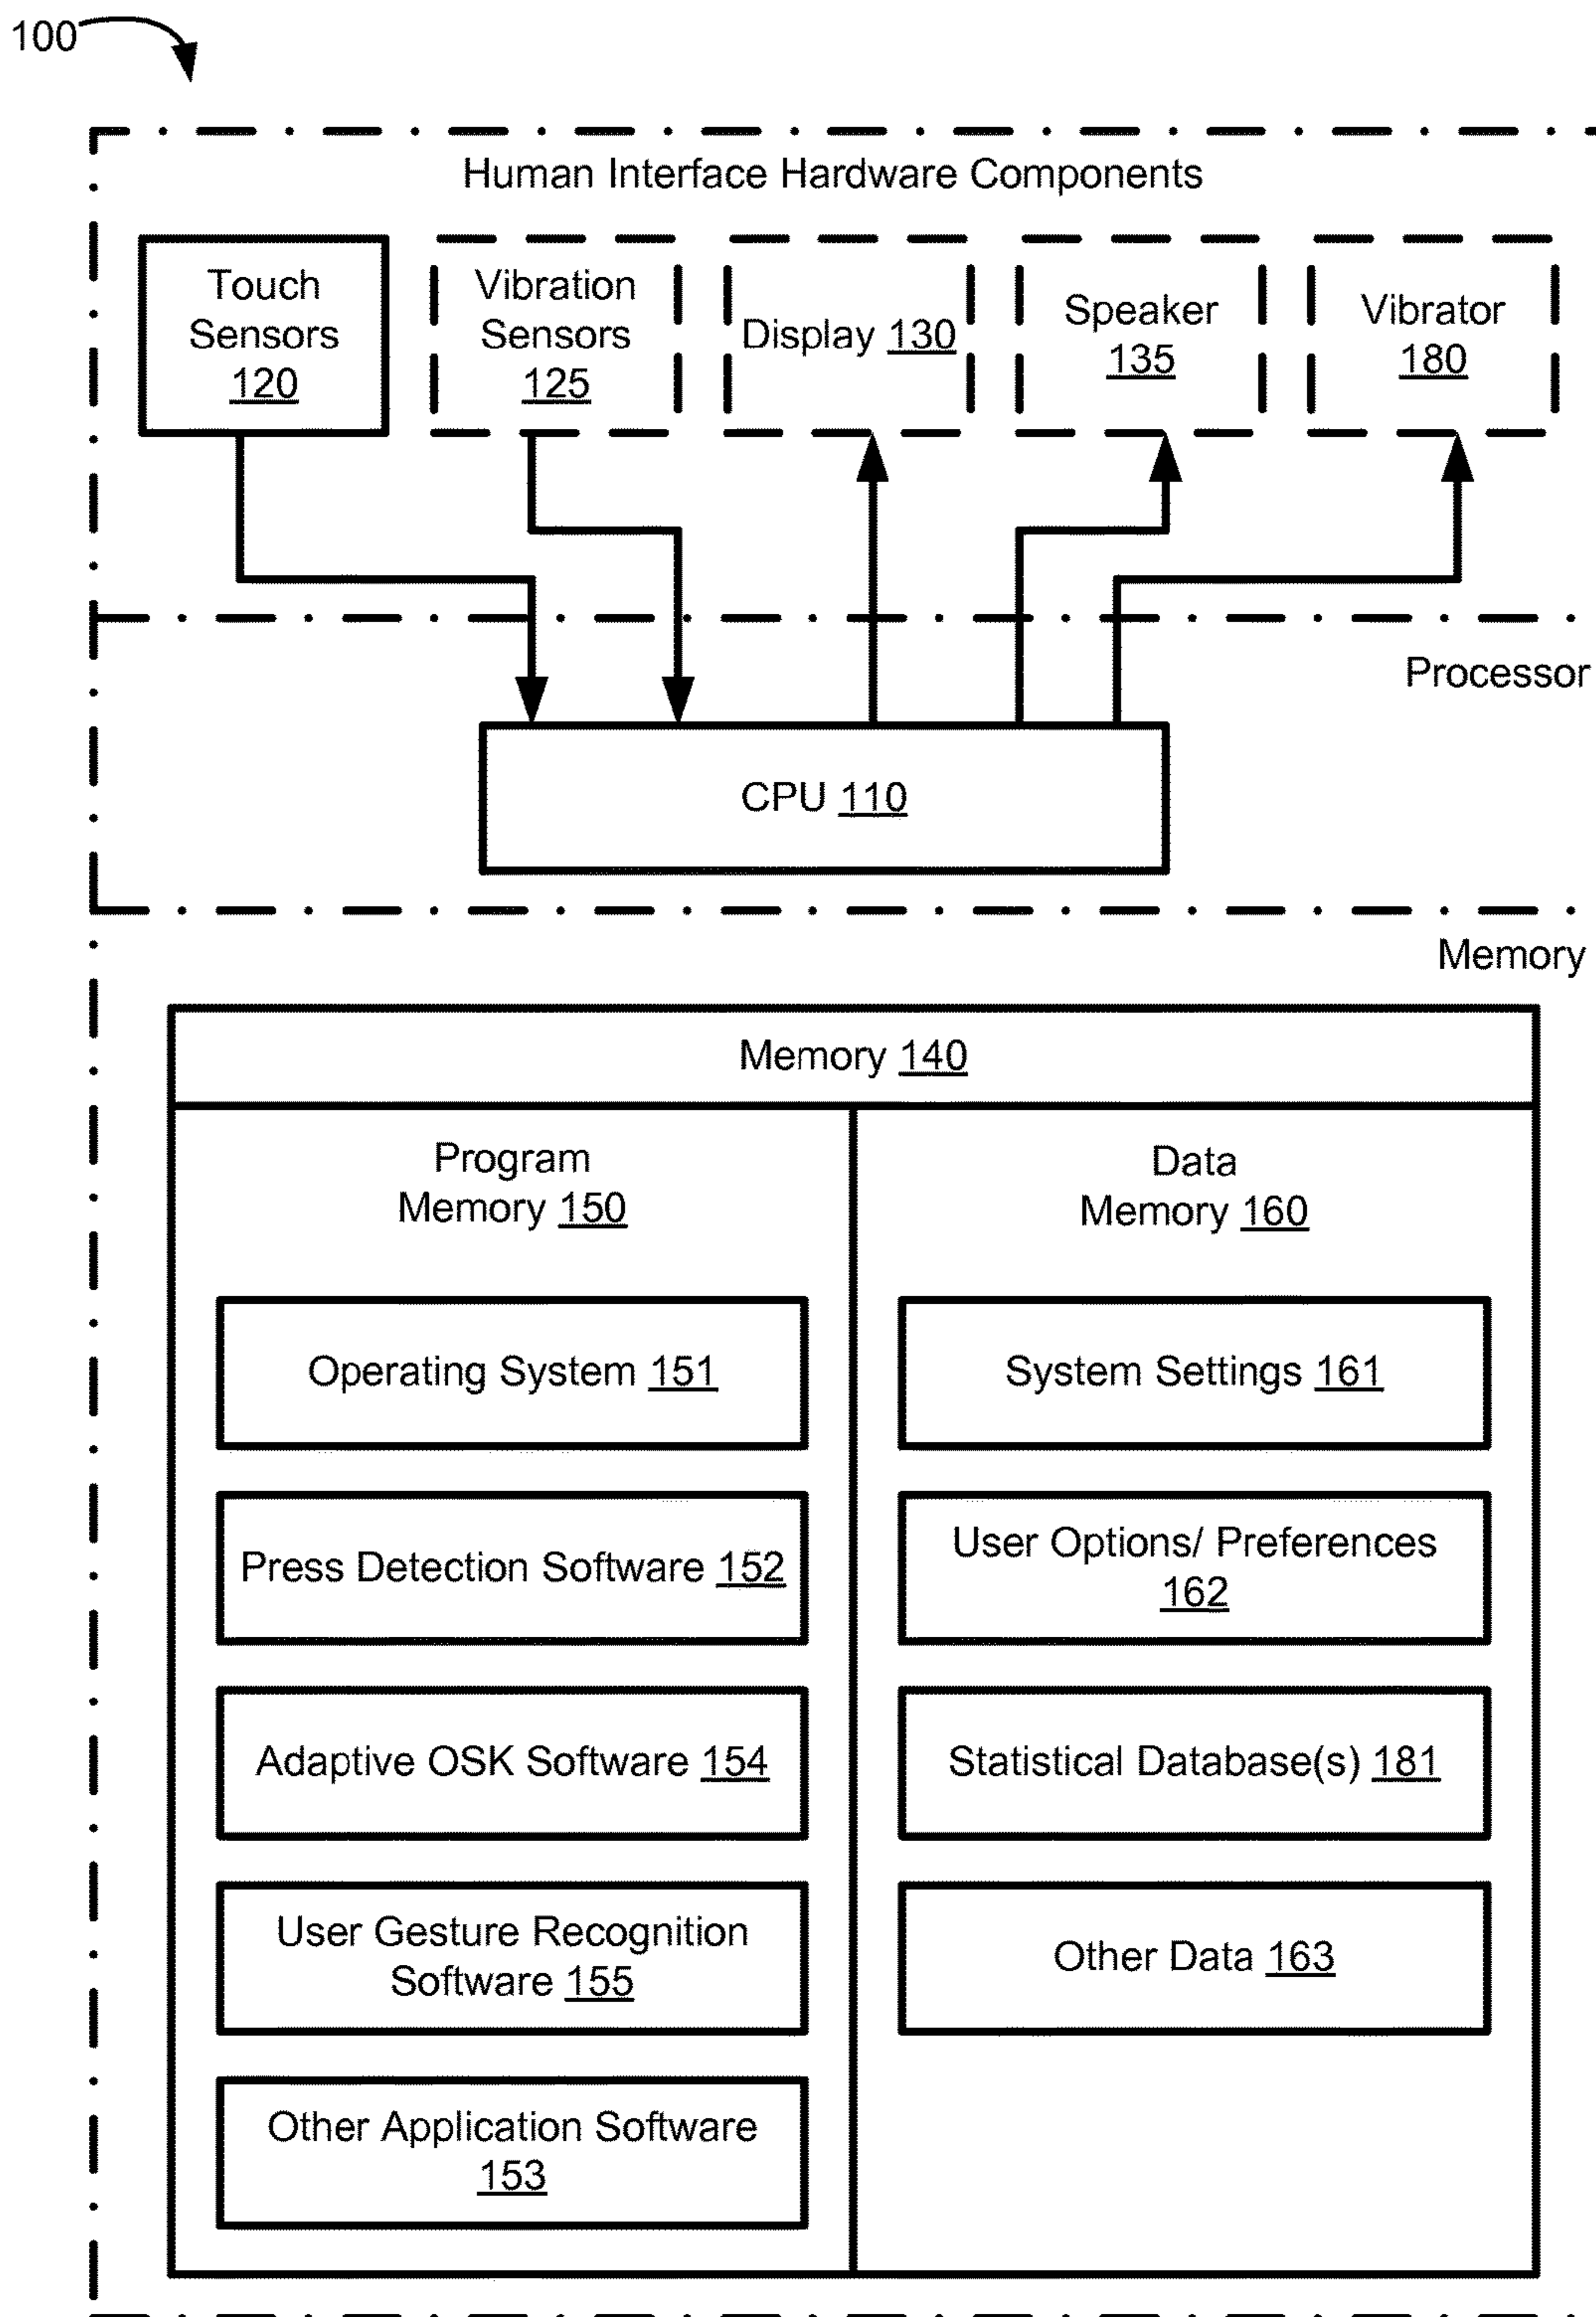 100
Human Interface Hardware Components
Touch
Sensors
120
Vibration
Sensors
125
Display 130
Speaker
135
Vibrator
180
Processor
CPU 110
Memory
Memory 140
Program
Memory 150
Operating System 151
Press Detection Software 152
Adaptive OSK Software 154
User Gesture Recognition
Software 155
Other Application Software
153
Data
Memory 160
System Settings 161
User Options/ Preferences
162
Statistical Database(s) 181
Other Data 163